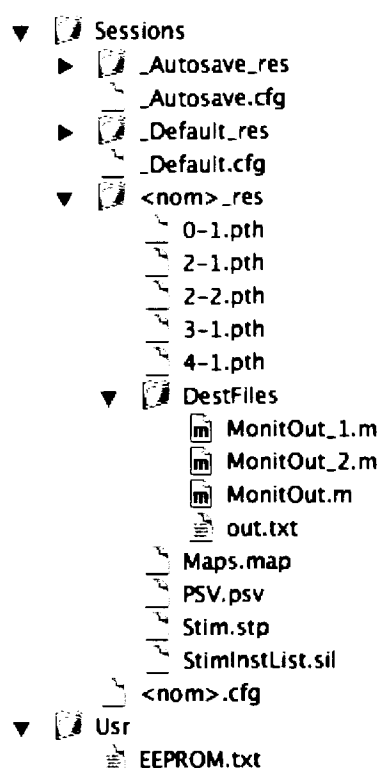 Sessions
_Autosave_res
_Autosave.cfg
_Default_res
_Default.cfg
<nom>_res
0-1.pth
2-1.pth
2-2.pth
3-1.pth
4-1.pth
DestFiles
m MonitOut_1.m
m MonitOut_2.m
m MonitOut.m
out.txt
Maps.map
PSV.psv
Stim.stp
StimInstList.sil
<nom>.cfg
Usr
EEPROM.txt